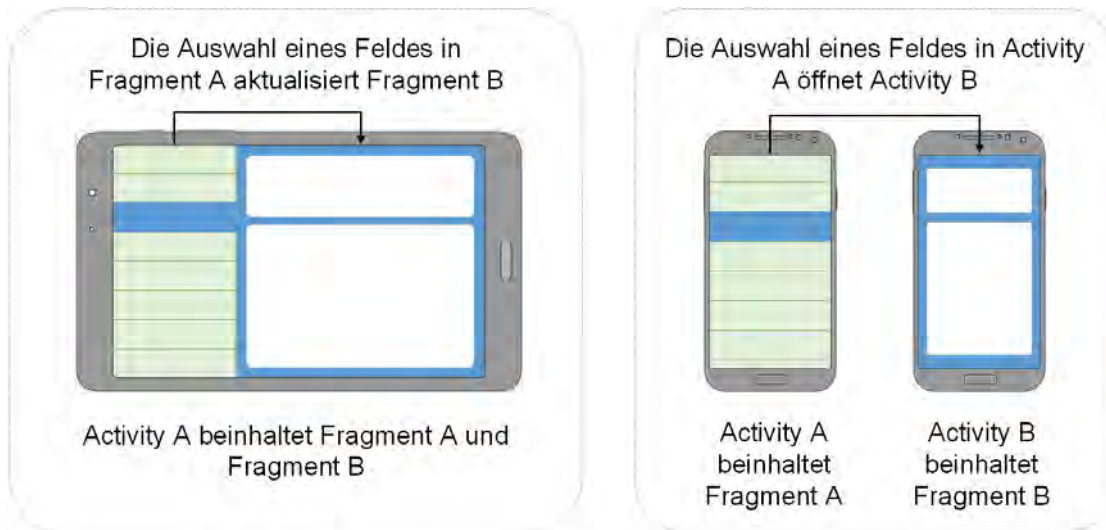 Die Auswahl eines Feldes in
Fragment A aktualisiert Fragment B
Activity A beinhaltet Fragment A und
Fragment B
Die Auswahl eines Feldes in Activity
A öffnet Activity B
Activity A
beinhaltet
Fragment A
Activity B
beinhaltet
Fragment B